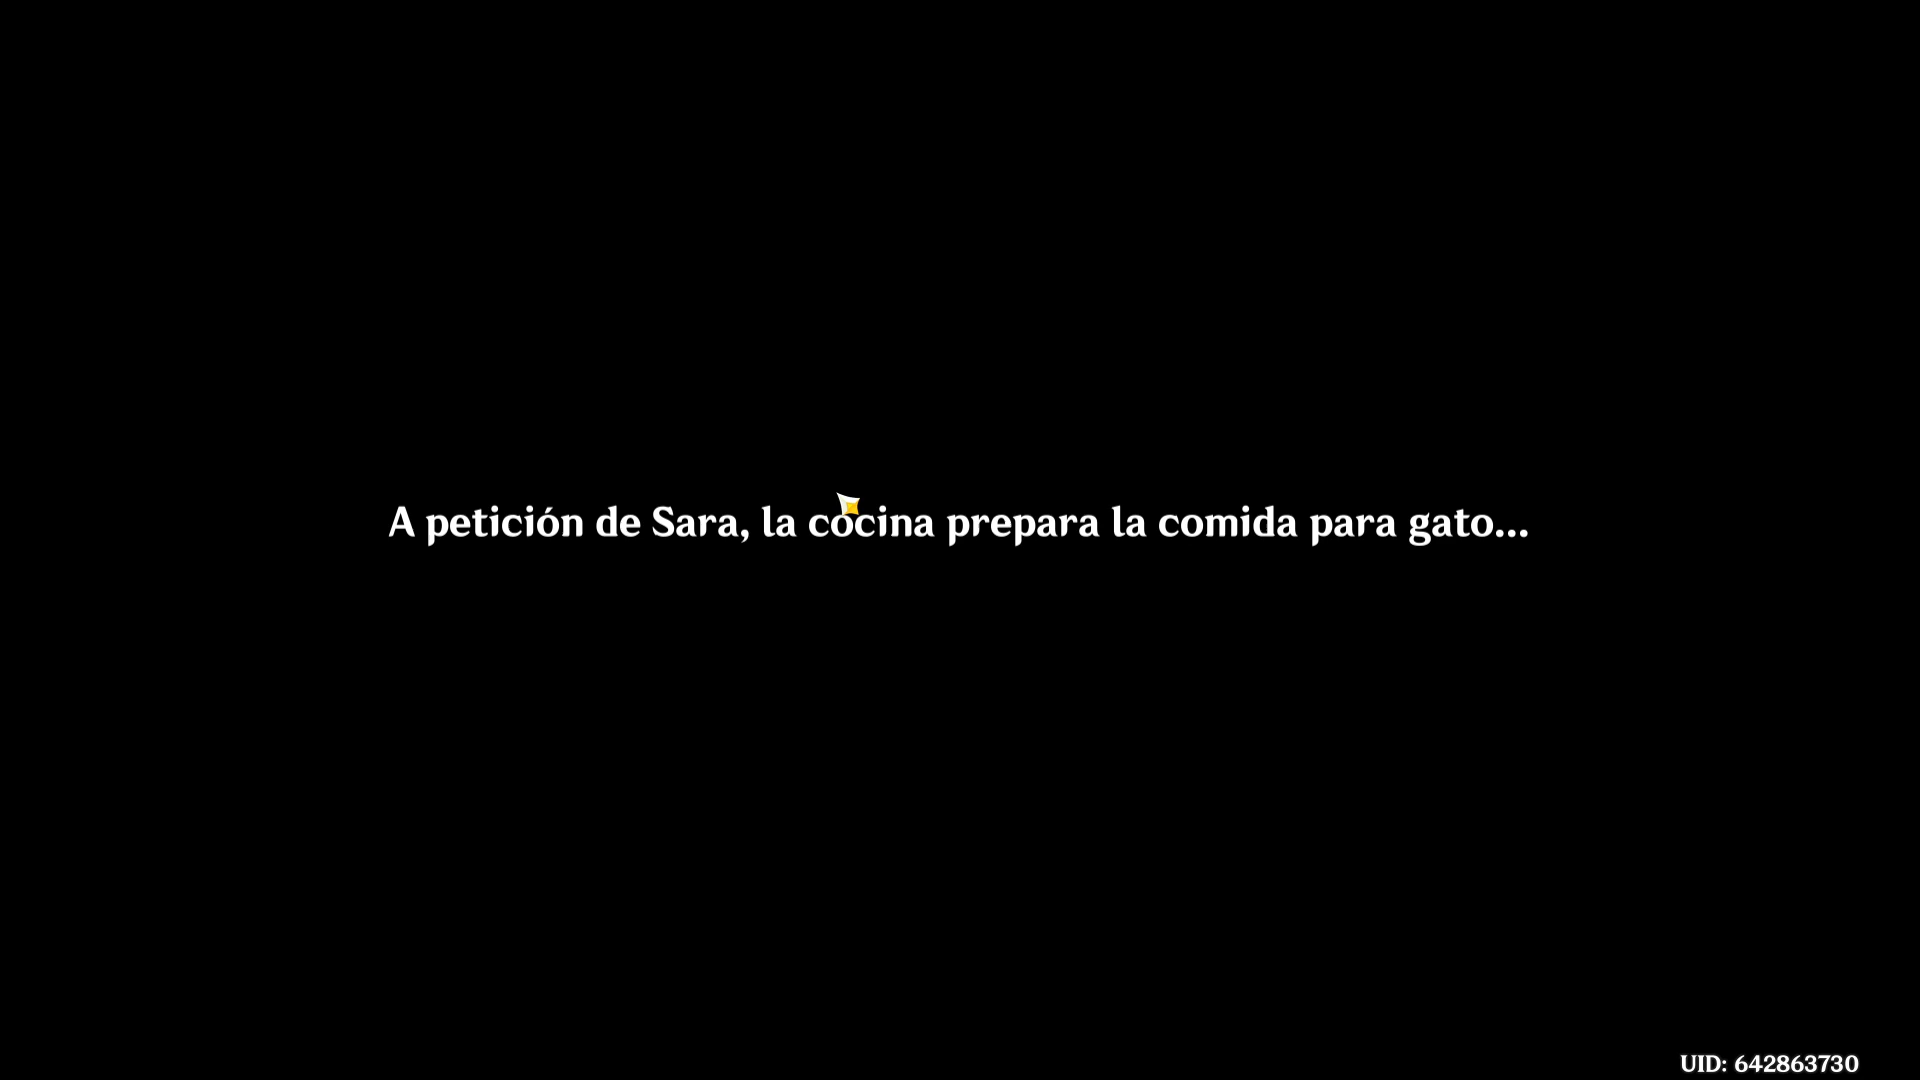 A petición de Sara, la cocina prepara la comida para gato...
UID: 642863730